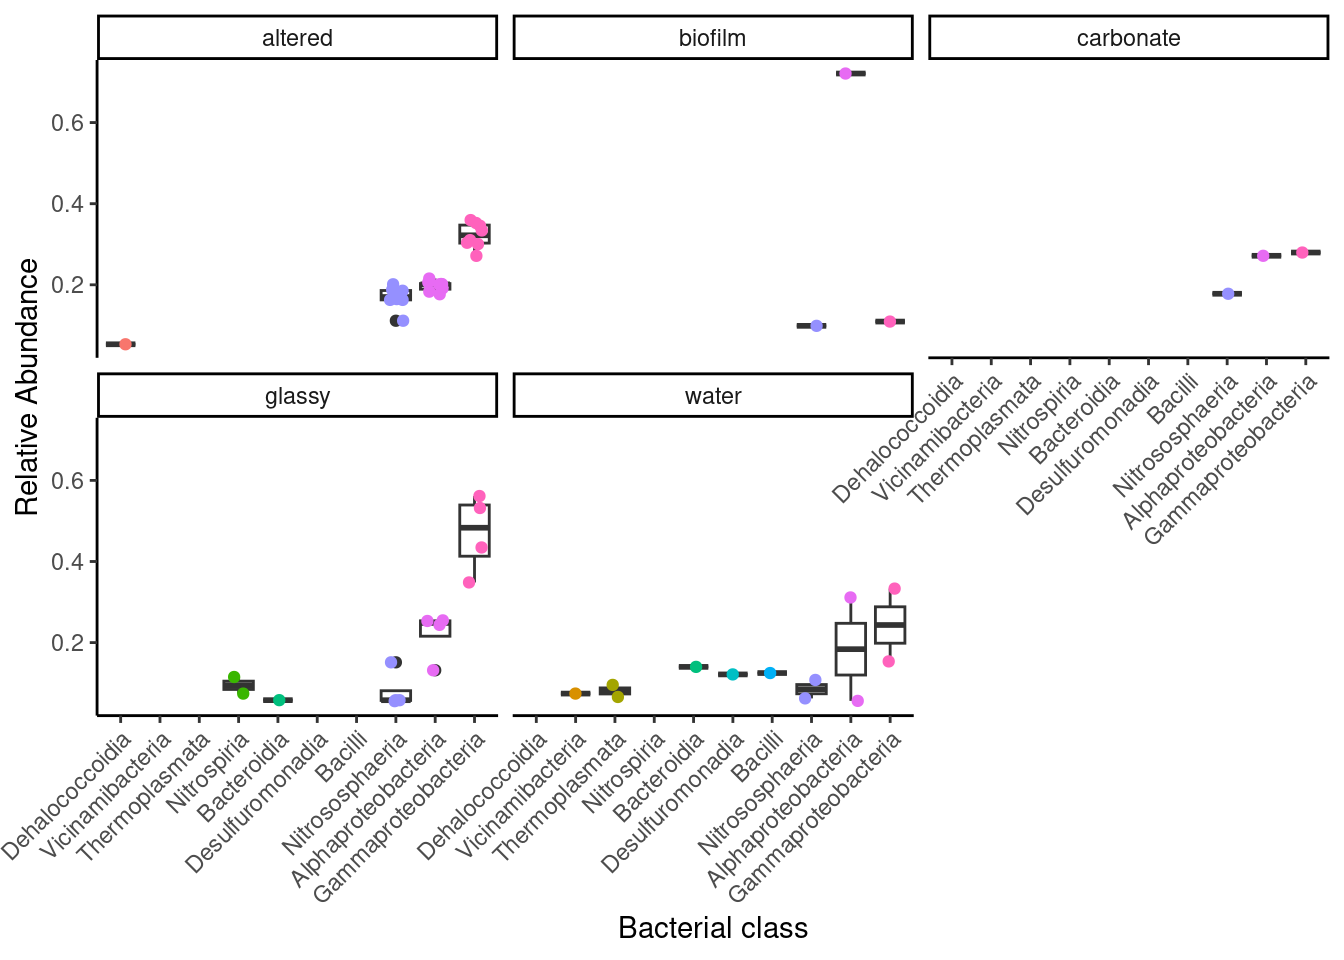 altered
biofilm
carbonate
Relative Abundance
0.6
0.4
0.2
Dehalococcoidia
Vicinamibacteria
Thermoplasmata
Nitrospiria
Bacteroidia
Desulfuromonadia
Bacilli
Nitrososphaeria
Alphaproteobacteria
Gammaproteobacteria
glassy
water
0.6
0.4
0.2
Dehalococcoidia
Vicinamibacteria
Thermoplasmata
Nitrospiria
Bacteroidia
Desulfuromonadia
Bacilli
Nitrososphaeria
Alphaproteobacteria
Gammaproteobacteria
Dehalococcoidia
Vicinamibacteria
Thermoplasmata
Nitrospiria
Bacteroidia
Desulfuromonadia
Bacilli
Nitrososphaeria
Alphaproteobacteria
Gammaproteobacteria
Bacterial class